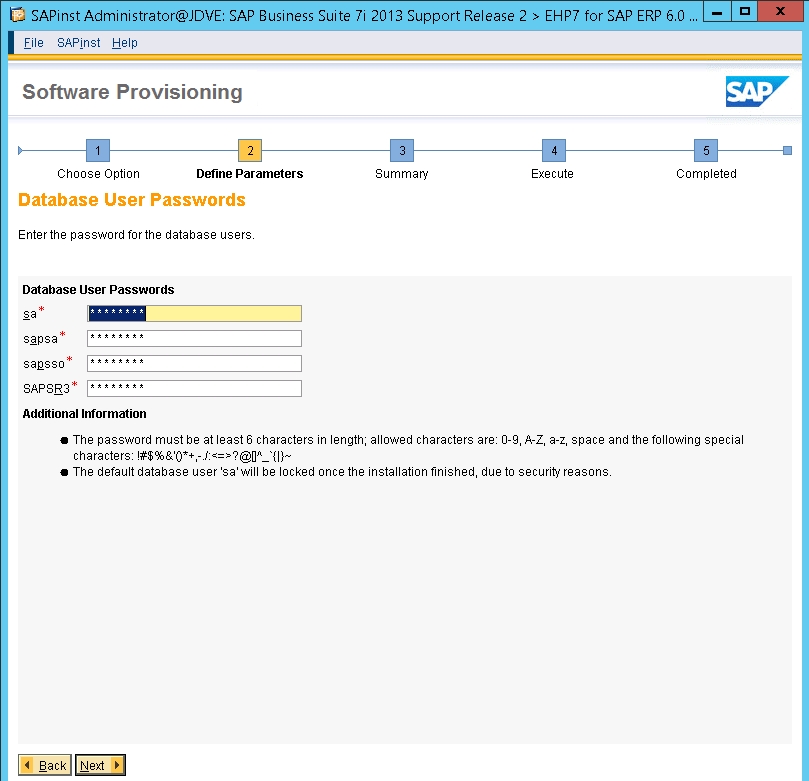 SAPinst Administrator@JDVE: SAP Business Suite 7i 2013 Support Release 2 > EHP7 for SAP ERP 6.0 ...
File SAPinst Help
Software Provisioning
SAP
1 2 3 4 5
Choose Option Define Parameters Summary Execute Completed
Database User Passwords
Enter the password for the database users.
Database User Passwords
sa* ********
sapsa* ********
sapsso* ********
SAPSR3* ********
Additional Information
● The password must be at least 6 characters in length; allowed characters are: 0-9, A-Z, a-z, space and the following special
characters: !#$%&'()*+,-./:<=>?@[]^_`{|}~
● The default database user 'sa' will be locked once the installation finished, due to security reasons.
Back Next